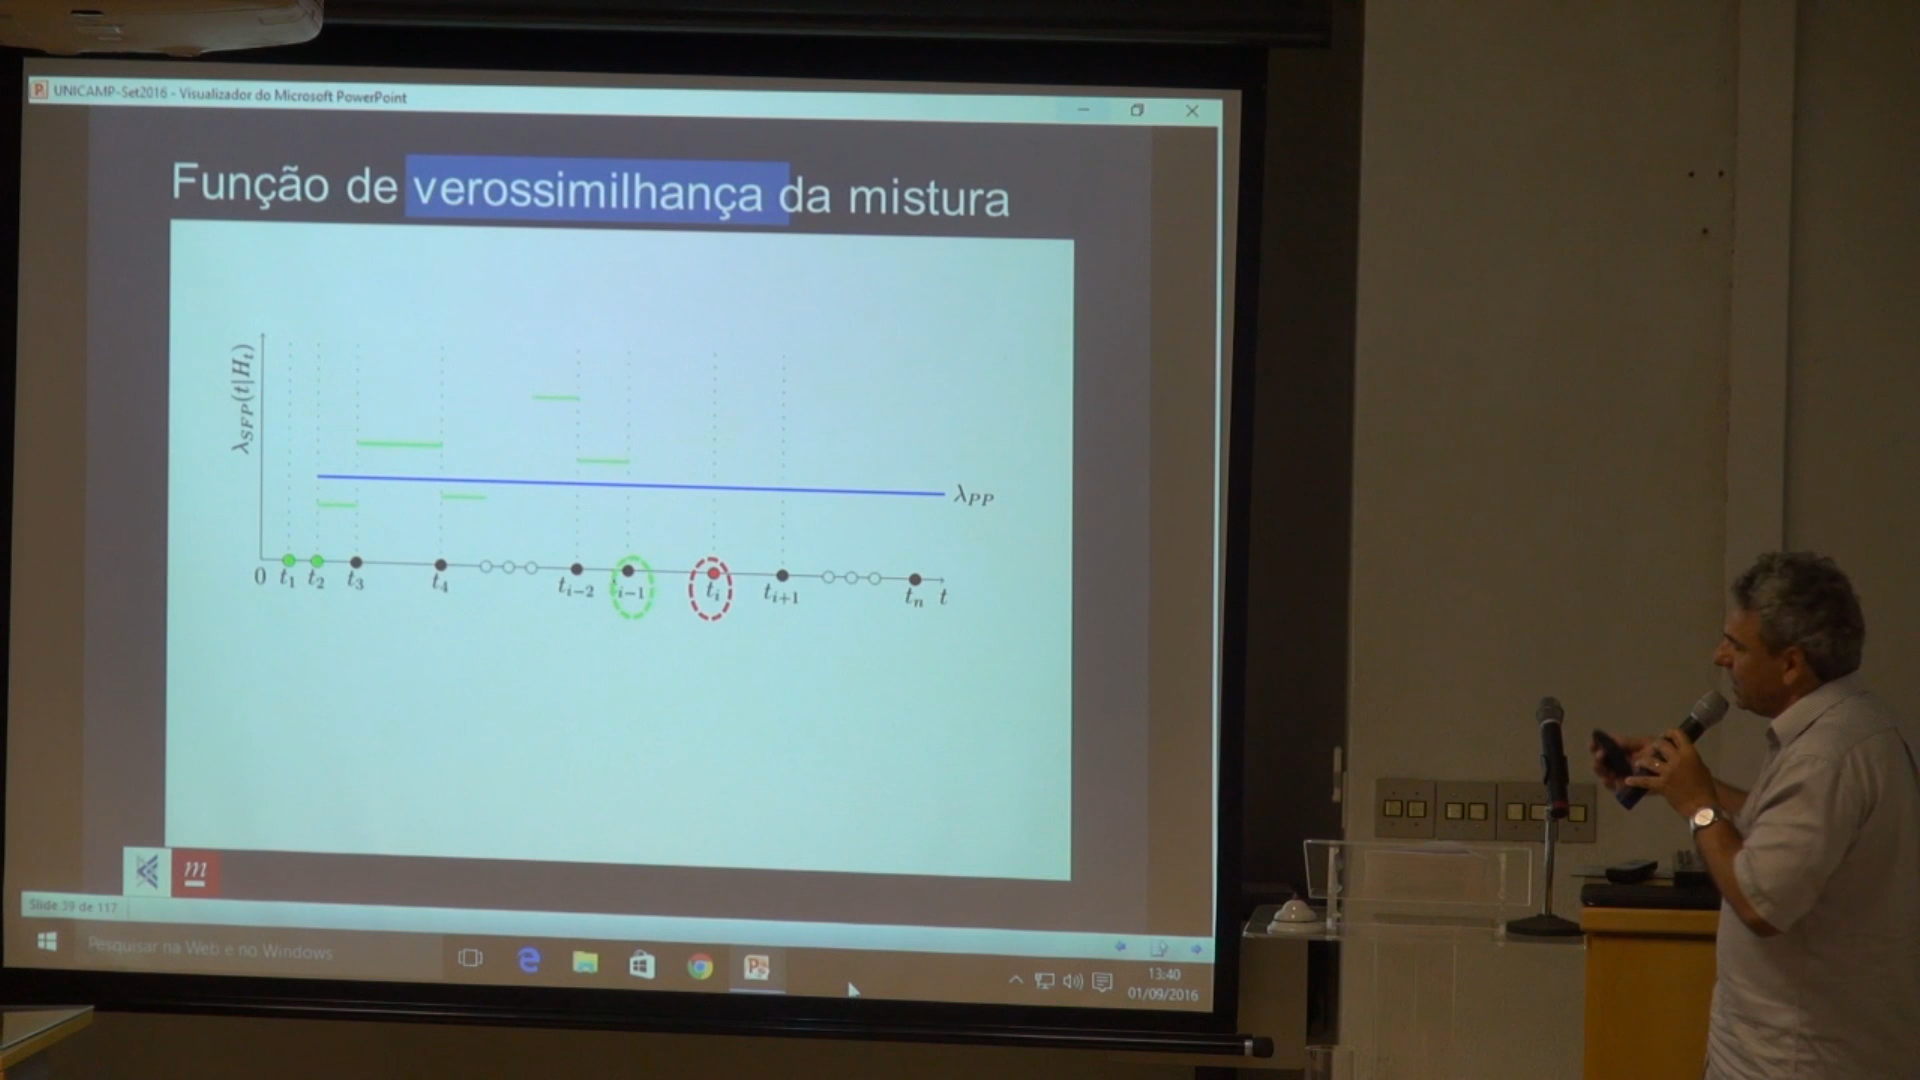 UNICAMP-Set2016 - Visualizador do Microsoft PowerPoint
Função de verossimilhança da mistura
λSFP(t|Ht)
λPP
0 t1 t2 t3 t4 ti−2 i−1 ti ti+1 tn t
m
Slide 39 de 117
Pesquisar na Web e no Windows
13:40
01/09/2016